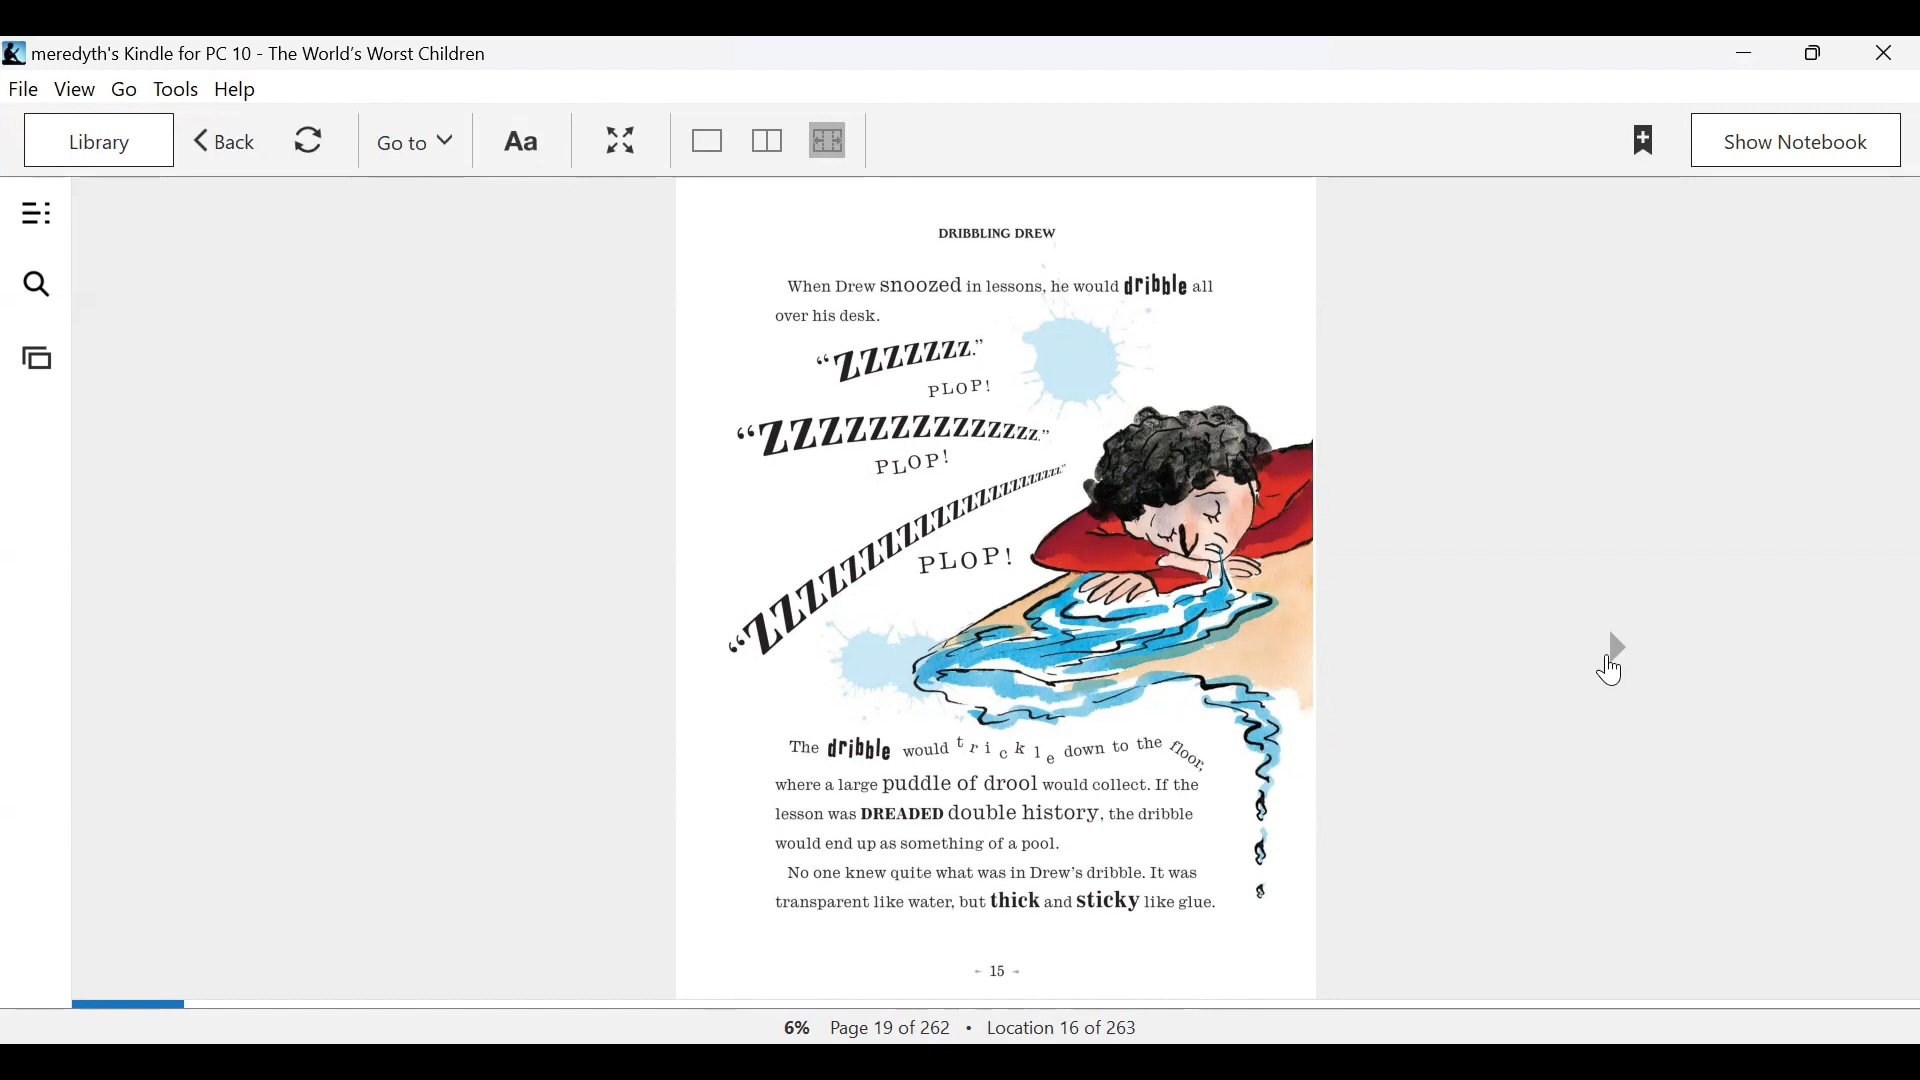 meredyth's Kindle for PC 10 - The World's Worst Children
File View Go Tools Help
Library Back Go to Aa Show Notebook
DRIBBLING DREW
When Drew snoozed in lessons, he would dribble all
over his desk.
“ZZZZZZZ.”
PLOP!
“ZZZZZZZZZZZZZ.”
PLOP!
PLOP!
The dribble would trickle down to the floor,
where a large puddle of drool would collect. If the
lesson was DREADED double history, the dribble
would end up as something of a pool.
No one knew quite what was in Drew's dribble. It was
transparent like water, but thick and sticky like glue.
15
6% Page 19 of 262 • Location 16 of 263